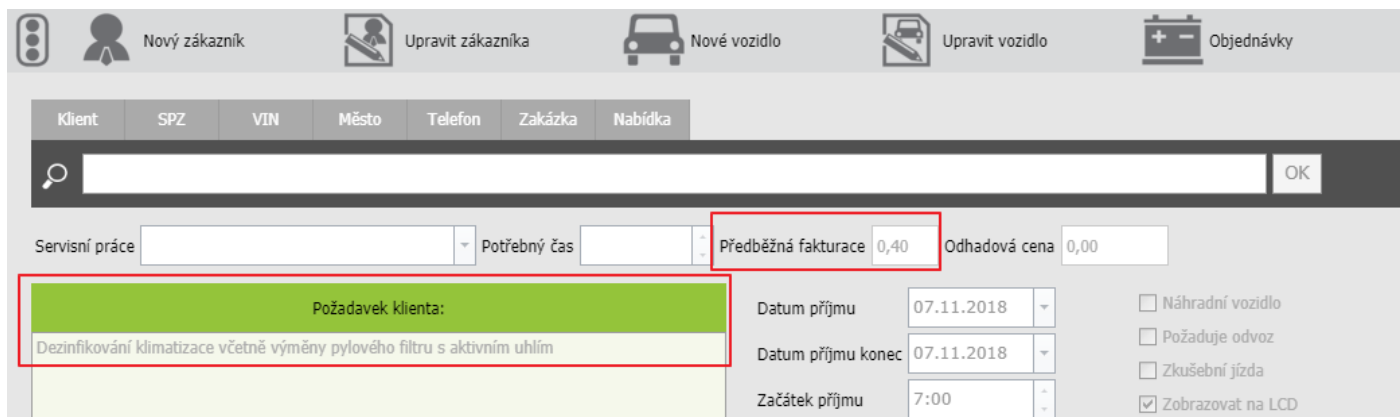 Nový zákazník Upravit zákazníka Nové vozidlo Upravit vozidlo Objednávky
Klient SPZ VIN Město Telefon Zakázka Nabídka
OK
Servisní práce Potřebný čas Předběžná fakturace 0,40 Odhadová cena 0,00
Požadavek klienta:
Dezinfikování klimatizace včetně výměny pylového filtru s aktivním uhlím
Datum příjmu 07.11.2018 Náhradní vozidlo
Datum příjmu konec 07.11.2018 Požaduje odvoz
Zkušební jízda
Začátek příjmu 7:00 Zobrazovat na LCD